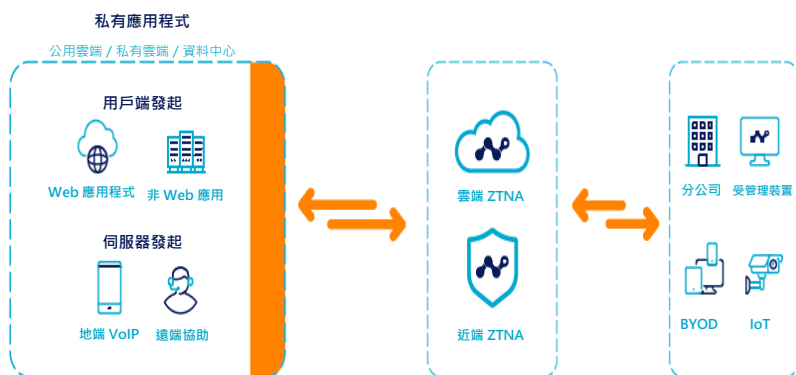 私有應用程式
公用雲端 / 私有雲端 / 資料中心
用戶端發起
Web 應用程式
非 Web 應用
伺服器發起
地端 VoIP
遠端協助
雲端 ZTNA
近端 ZTNA
分公司
受管理裝置
BYOD
IoT